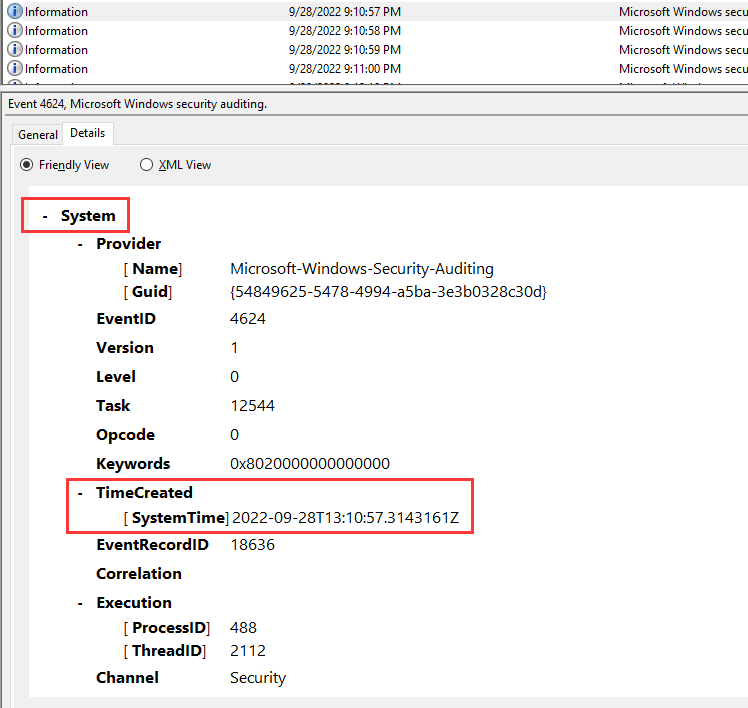 Information 9/28/2022 9:10:57 PM Microsoft Windows secu
Information 9/28/2022 9:10:58 PM Microsoft Windows secu
Information 9/28/2022 9:10:59 PM Microsoft Windows secu
Information 9/28/2022 9:11:00 PM Microsoft Windows secu
Event 4624, Microsoft Windows security auditing.
General Details
Friendly View XML View
- System
- Provider
[ Name] Microsoft-Windows-Security-Auditing
[ Guid] {54849625-5478-4994-a5ba-3e3b0328c30d}
EventID 4624
Version 1
Level 0
Task 12544
Opcode 0
Keywords 0x8020000000000000
- TimeCreated
[ SystemTime] 2022-09-28T13:10:57.3143161Z
EventRecordID 18636
Correlation
- Execution
[ ProcessID] 488
[ ThreadID] 2112
Channel Security